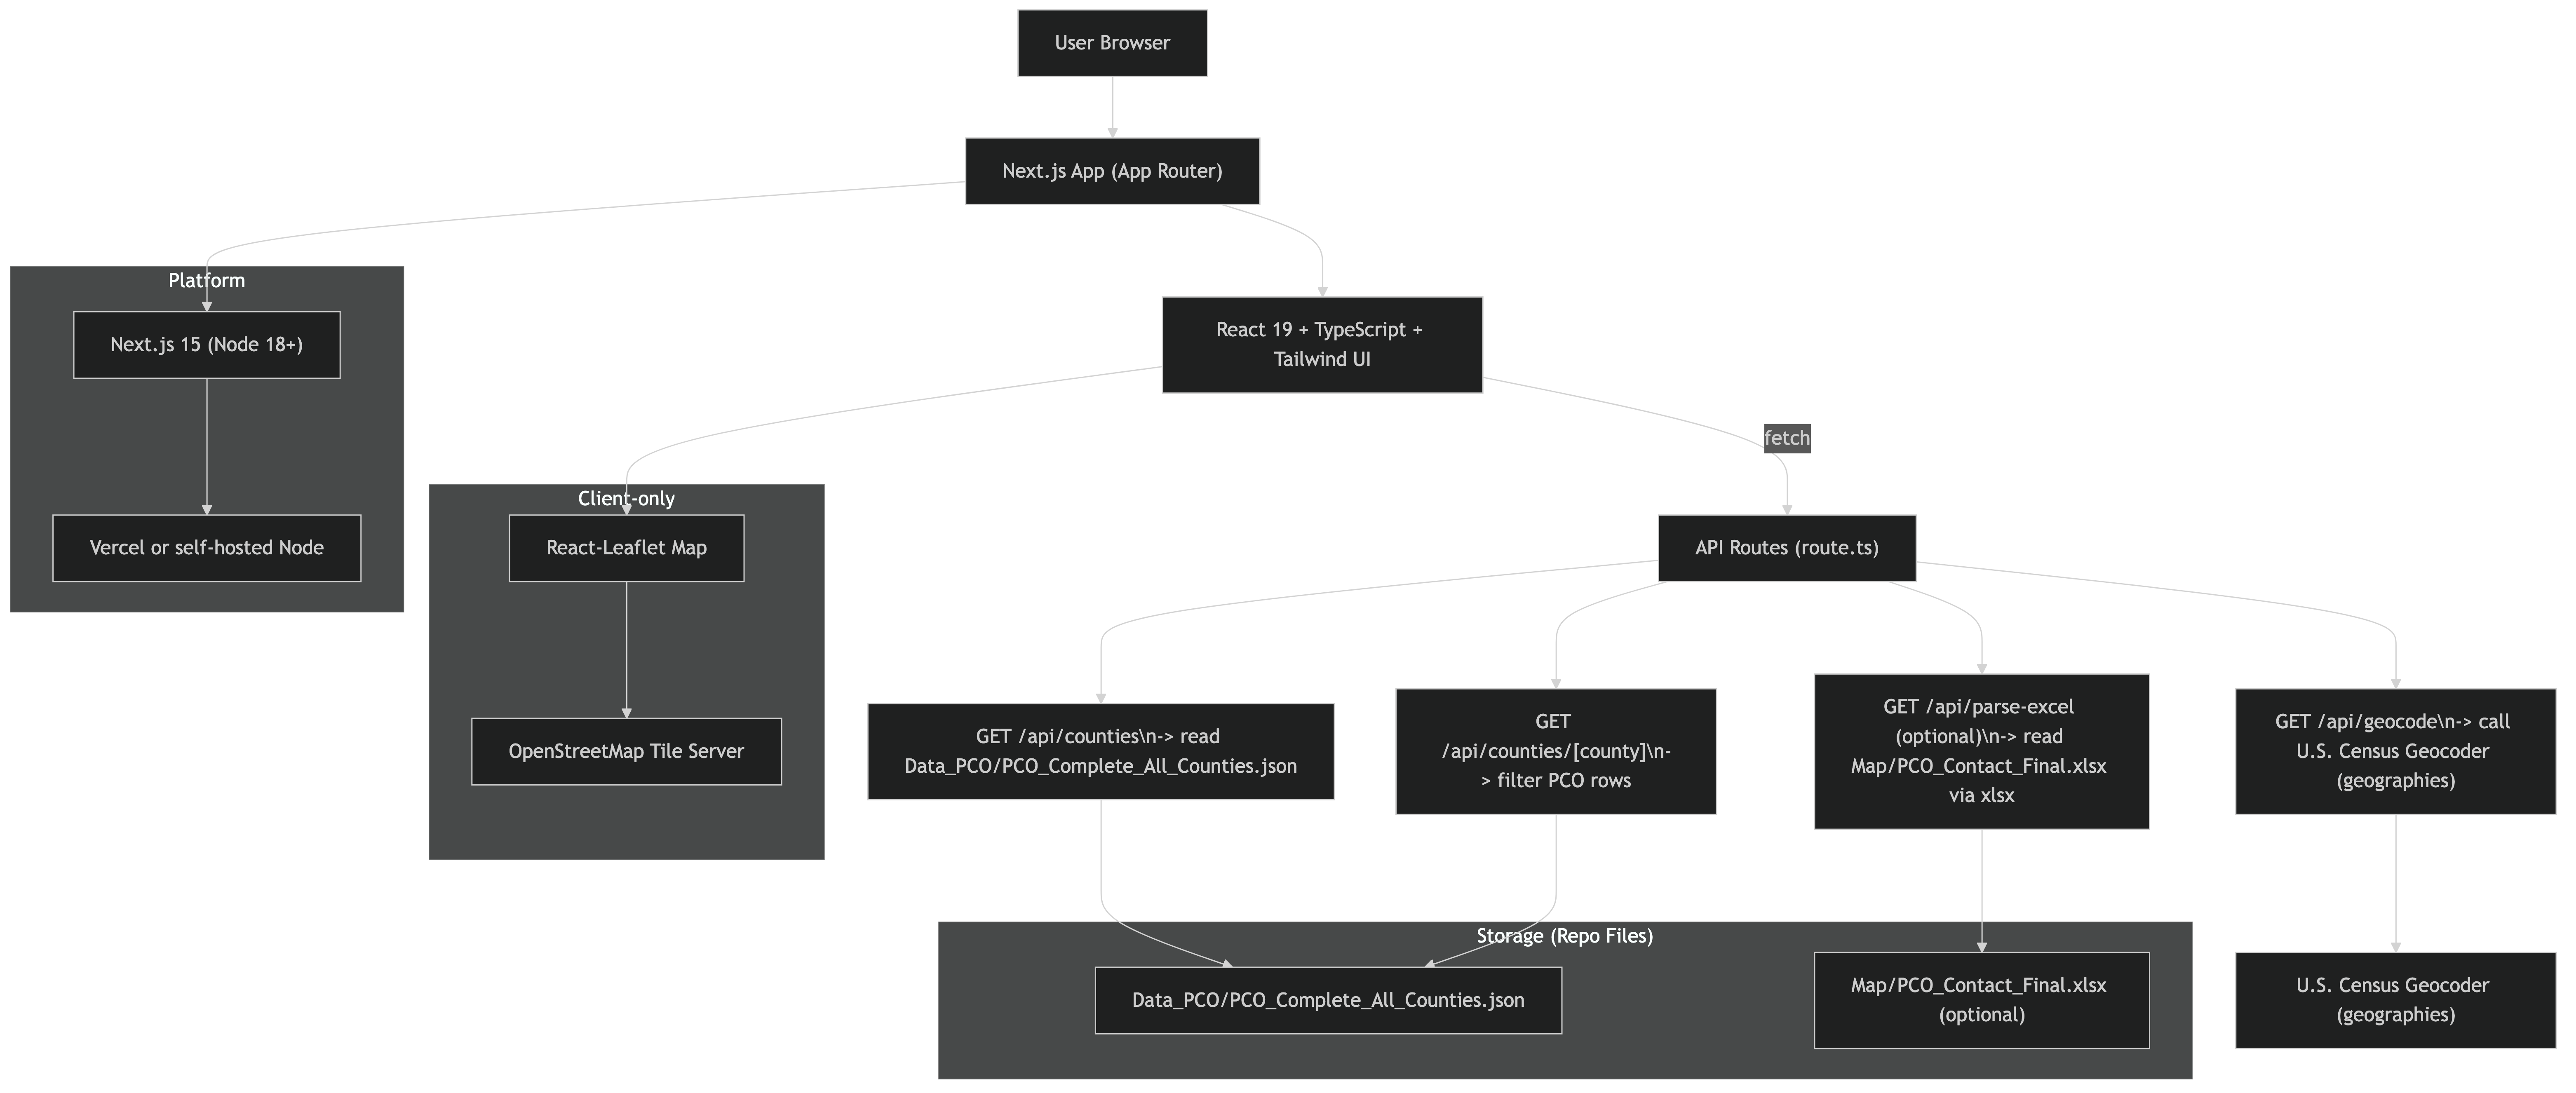 User Browser
Next.js App (App Router)
Platform
Next.js 15 (Node 18+)
Vercel or self-hosted Node
React 19 + TypeScript +
Tailwind UI
fetch
Client-only
React-Leaflet Map
OpenStreetMap Tile Server
API Routes (route.ts)
GET /api/counties\n-> read
Data_PCO/PCO_Complete_All_Counties.json
GET
/api/counties/[county]\n-
> filter PCO rows
GET /api/parse-excel
(optional)\n-> read
Map/PCO_Contact_Final.xlsx
via xlsx
GET /api/geocode\n-> call
U.S. Census Geocoder
(geographies)
Storage (Repo Files)
Data_PCO/PCO_Complete_All_Counties.json
Map/PCO_Contact_Final.xlsx
(optional)
U.S. Census Geocoder
(geographies)